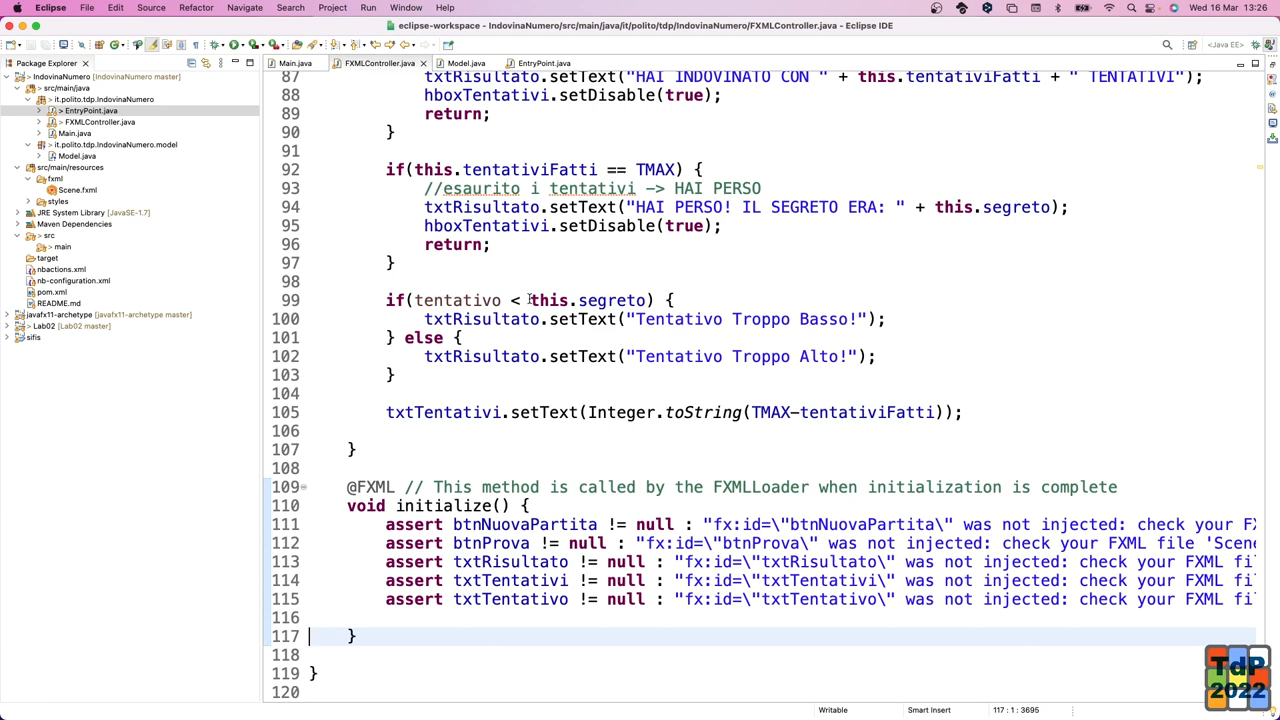 Eclipse File Edit Source Refactor Navigate Search Project Run Window Help Wed 16 Mar 13:26
eclipse-workspace - IndovinaNumero/src/main/java/it/polito/tdp/IndovinaNumero/FXMLController.java - Eclipse IDE
<Java EE>
Package Explorer
Main.java FXMLController.java Model.java EntryPoint.java
IndovinaNumero [IndovinaNumero master]
src/main/java
it.polito.tdp.IndovinaNumero
> EntryPoint.java
> FXMLController.java
Main.java
it.polito.tdp.IndovinaNumero.model
Model.java
src/main/resources
fxml
Scene.fxml
styles
JRE System Library [JavaSE-1.7]
Maven Dependencies
src
main
target
nbactions.xml
nb-configuration.xml
pom.xml
README.md
javafx11-archetype [javafx11-archetype master]
> Lab02 [Lab02 master]
sifis
87 txtRisultato.setText("HAI INDOVINATO CON " + this.tentativiFatti + " TENTATIVI");
88 hboxTentativi.setDisable(true);
89 return;
90 }
91
92 if(this.tentativiFatti == TMAX) {
93 //esaurito i tentativi -> HAI PERSO
94 txtRisultato.setText("HAI PERSO! IL SEGRETO ERA: " + this.segreto);
95 hboxTentativi.setDisable(true);
96 return;
97 }
98
99 if(tentativo < this.segreto) {
100 txtRisultato.setText("Tentativo Troppo Basso!");
101 } else {
102 txtRisultato.setText("Tentativo Troppo Alto!");
103 }
104
105 txtTentativi.setText(Integer.toString(TMAX-tentativiFatti));
106
107 }
108
109 @FXML // This method is called by the FXMLLoader when initialization is complete
110 void initialize() {
111 assert btnNuovaPartita != null : "fx:id=\"btnNuovaPartita\" was not injected: check your FX
112 assert btnProva != null : "fx:id=\"btnProva\" was not injected: check your FXML file 'Scene
113 assert txtRisultato != null : "fx:id=\"txtRisultato\" was not injected: check your FXML fi
114 assert txtTentativi != null : "fx:id=\"txtTentativi\" was not injected: check your FXML fi
115 assert txtTentativo != null : "fx:id=\"txtTentativo\" was not injected: check your FXML fi
116
117 }
118
119 }
120
Writable Smart Insert 117 : 1 : 3695
TdP
2022